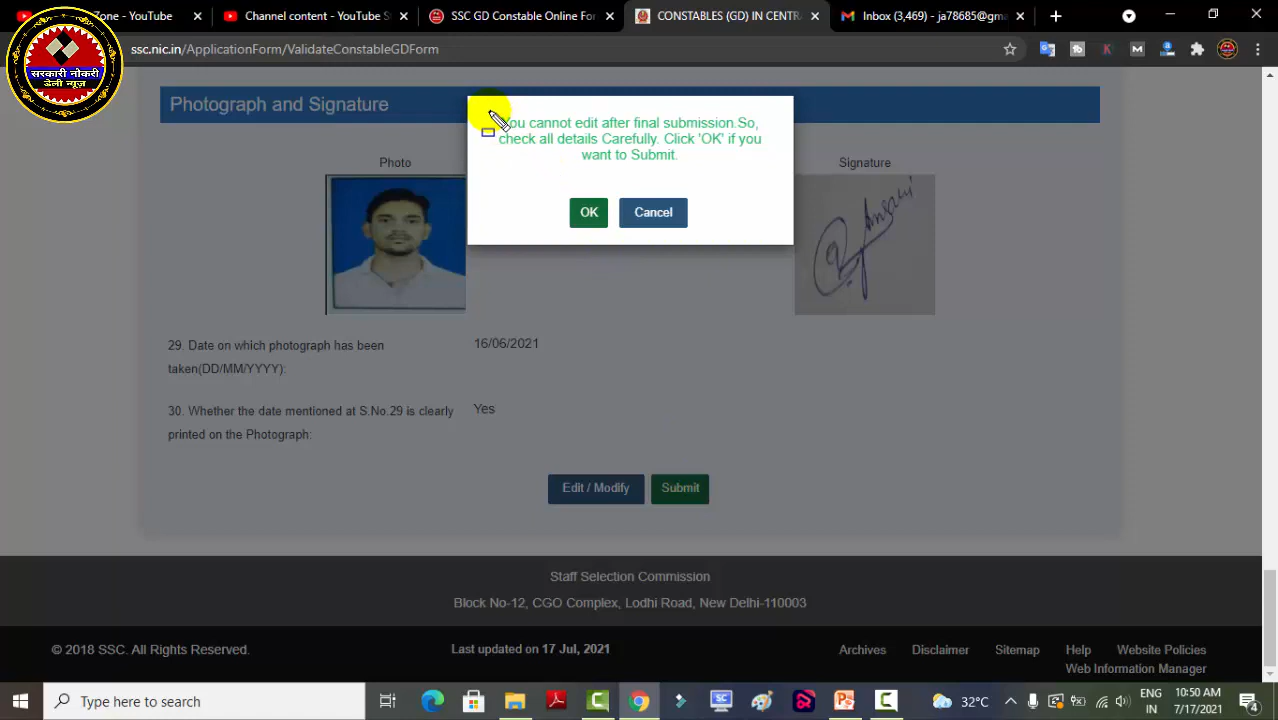 Zone - YouTube
Channel content - YouTube S
SSC GD Constable Online For
CONSTABLES (GD) IN CENTRA
Inbox (3,469) - ja78685@gma
ssc.nic.in/ApplicationForm/ValidateConstableGDForm
सरकारी नोकरी
डेली न्यूज़
Photograph and Signature
You cannot edit after final submission.So,
check all details Carefully. Click 'OK' if you
want to Submit.
OK
Cancel
Photo
Signature
29. Date on which photograph has been
taken(DD/MM/YYYY):
16/06/2021
30. Whether the date mentioned at S.No.29 is clearly
printed on the Photograph:
Yes
Edit / Modify
Submit
Staff Selection Commission
Block No-12, CGO Complex, Lodhi Road, New Delhi-110003
© 2018 SSC. All Rights Reserved.
Last updated on 17 Jul, 2021
Archives
Disclaimer
Sitemap
Help
Website Policies
Web Information Manager
Type here to search
32°C
ENG
IN
10:50 AM
7/17/2021
4